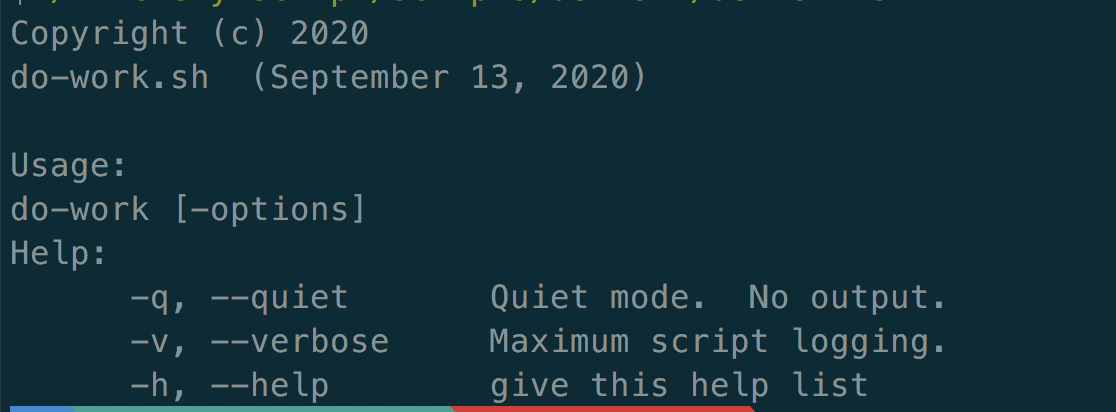 Copyright (c) 2020
do-work.sh  (September 13, 2020)
Usage:
do-work [-options]
Help:
-q, --quiet Quiet mode.  No output.
-v, --verbose Maximum script logging.
-h, --help give this help list